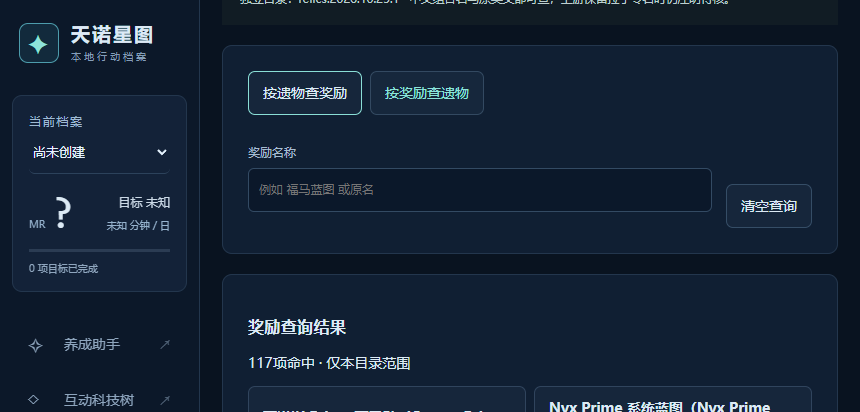 天诺星图
本地行动档案
当前档案
尚未创建
MR ? 目标 未知
未知 分钟 / 日
0 项目标已完成
养成助手
互动科技树
按遗物查奖励 按奖励查遗物
奖励名称
例如 福马蓝图 或原名
清空查询
奖励查询结果
117项命中 · 仅本目录范围
Nyx Prime 系统蓝图（Nyx Prime